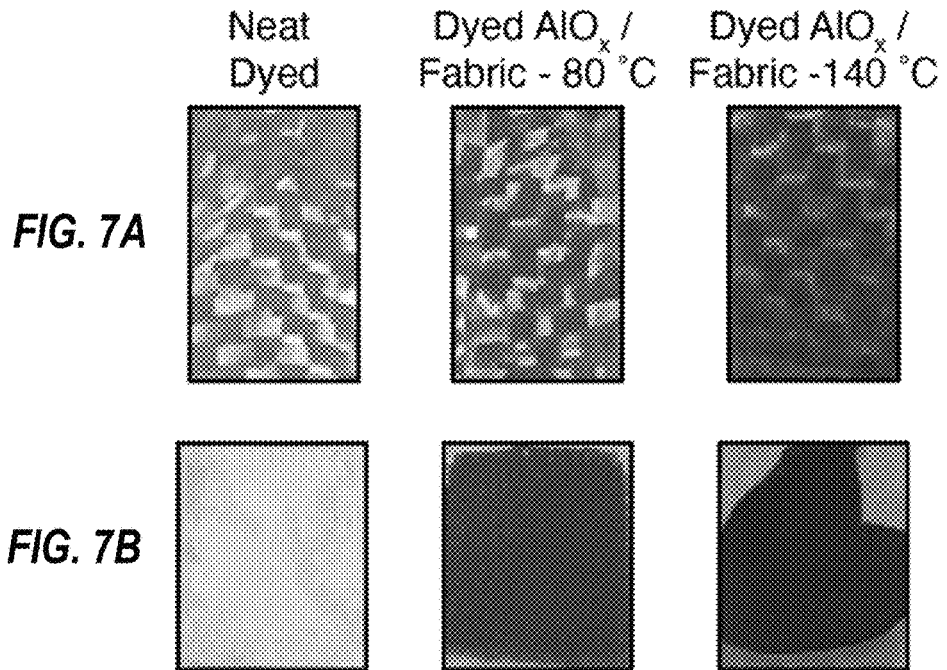 Neat
Dyed
Dyed AlOₓ /
Fabric - 80 °C
Dyed AlOₓ /
Fabric -140 °C
FIG. 7A
FIG. 7B